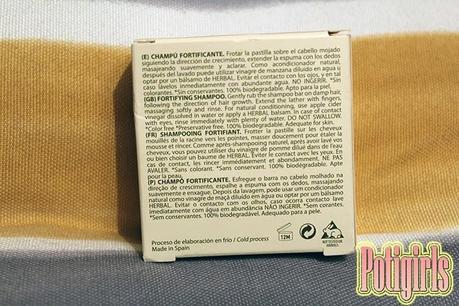 (E) CHAMPÚ FORTIFICANTE. Frotar la pastilla sobre el cabello mojado
siguiendo la dirección de crecimiento, extender la espuma con los dedos
masajeando suavemente y aclarar. Como acondicionador natural,
después del lavado puede utilizar vinagre de manzana diluido en agua u
optar por un bálsamo de HERBAL. Evitar el contacto con los ojos, y en tal
caso aclarar inmediatamente con abundante agua. NO INGERIR. *Sin
colorantes. *Sin conservantes. 100% biodegradable. Apto para la piel.
(GB) FORTIFYING SHAMPOO. Gently rub the shampoo bar on damp hair,
following the direction of hair growth. Extend the lather with fingers,
massaging softly and rinse. For natural conditioning, use apple cider
vinegar dissolved in water or apply a HERBAL balsam. In case of contact
with eyes, rinse immediately with plenty of water. DO NOT SWALLOW.
*Color free *Preservative free. 100% biodegradable. Adequate for skin.
(FR) SHAMPOOING FORTIFIANT. Frotter la pastille sur les cheveux
mouillés de la racine vers les pointes, masser doucement pour étaler la
mousse et rincer. Comme après-shampooing naturel, après avoir lavé vos
cheveux, vous pouvez utiliser du vinaigre de pomme dilué dans de l'eau
ou bien choisir un baume de HERBAL. Éviter le contact avec les yeux. En
cas de contact, les rincer immédiatement et abondamment. NE PAS
AVALER. *Sans colorants. *Sans conservants. 100% biodégradable. Apte
pour la peau.
(P) CHAMPÔ FORTIFICANTE. Esfregue o barra no cabelo molhado na
direção de crescimento, espalhe a espuma com os dedos, massajando
suavemente e enxague. Depois da lavagem, pode usar um condicionador
natural como vinagre de maçã diluído em água ou optar por um bálsamo
HERBAL. Evitar o contacto com os olhos, caso ocorra contacto lave
imediatamente com água em abundância NÃO INGERIR. *Sem corantes.
*Sem conservantes. 100% biodegradável. Adequado para a pele.
Proceso de elaboración en frío / Cold process
Made in Spain
12M
NOT TESTED ON
ANIMALS
Potigirls